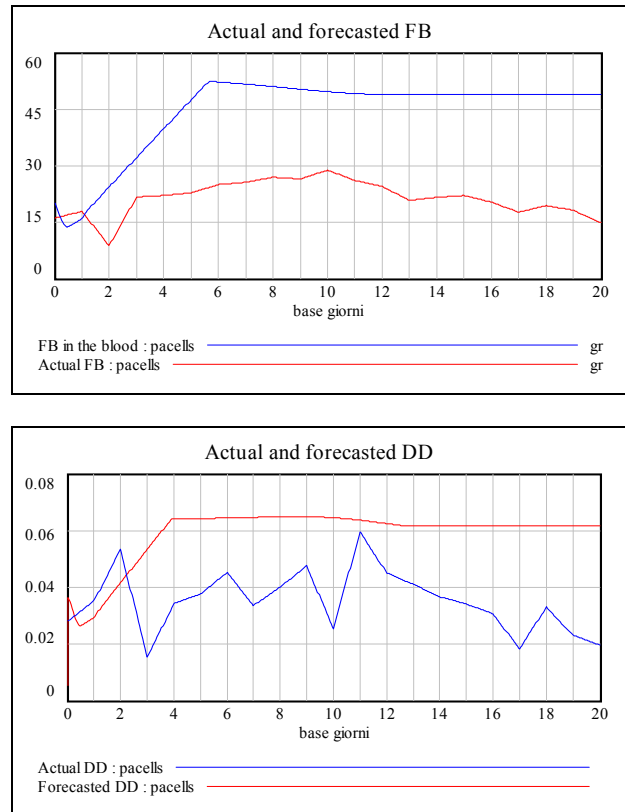 Actual and forecasted FB
60
45
30
15
0
0 2 4 6 8 10 12 14 16 18 20
base giorni
FB in the blood : pacells gr
Actual FB : pacells gr
Actual and forecasted DD
0.08
0.06
0.04
0.02
0
0 2 4 6 8 10 12 14 16 18 20
base giorni
Actual DD : pacells
Forecasted DD : pacells